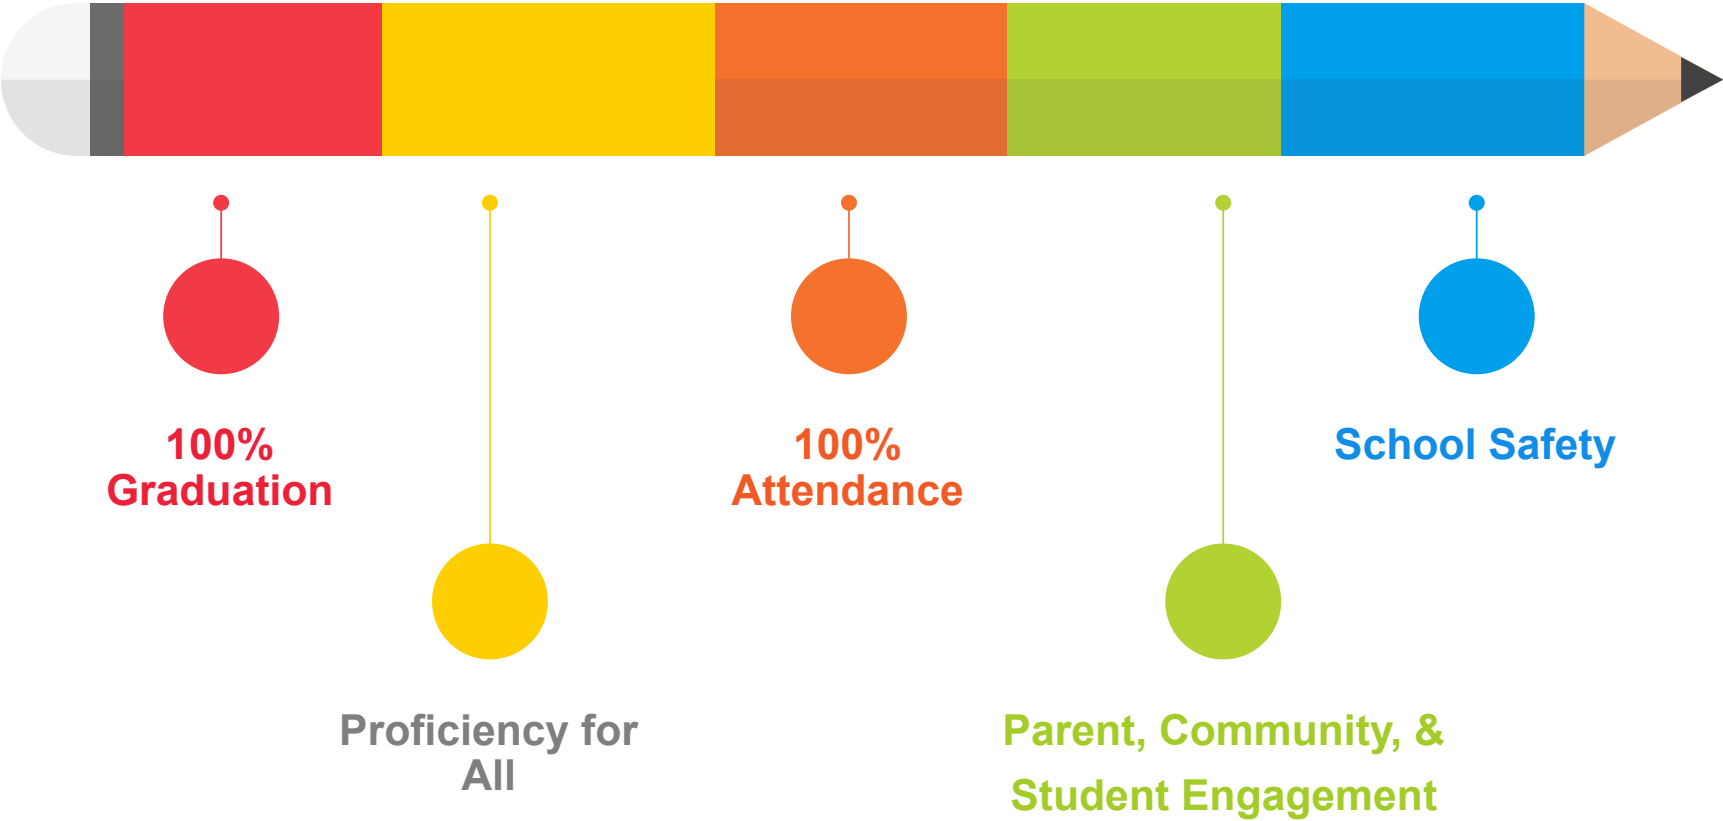 100%
Graduation
Proficiency for
All
100%
Attendance
Parent, Community, &
Student Engagement
School Safety